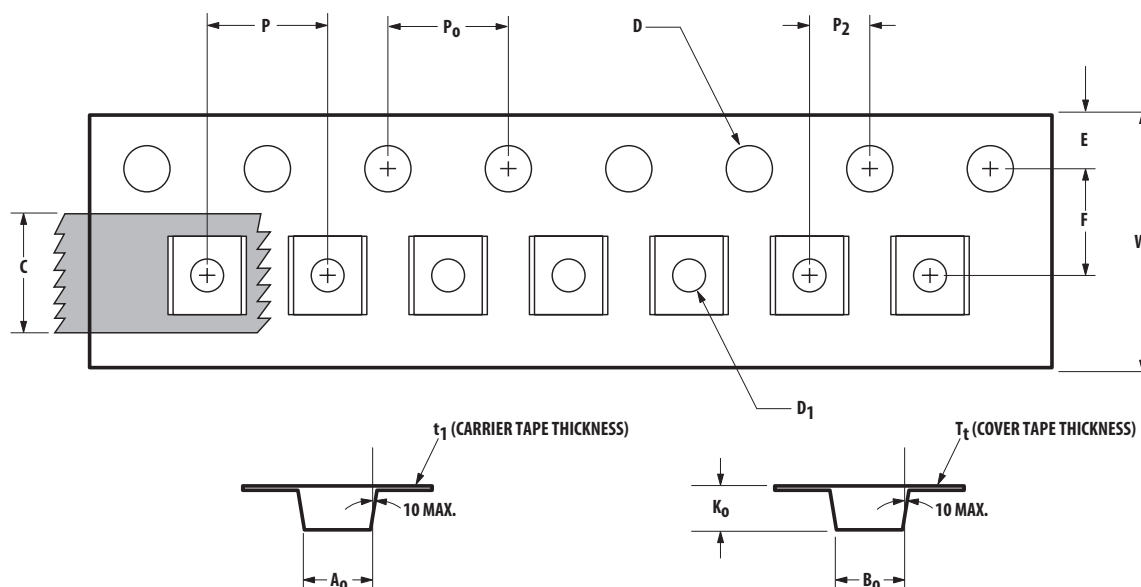 P
P₀
D
P₂
E
F
W
C
D₁
t₁ (CARRIER TAPE THICKNESS)
Tₜ (COVER TAPE THICKNESS)
10 MAX.
K₀
10 MAX.
A₀
B₀